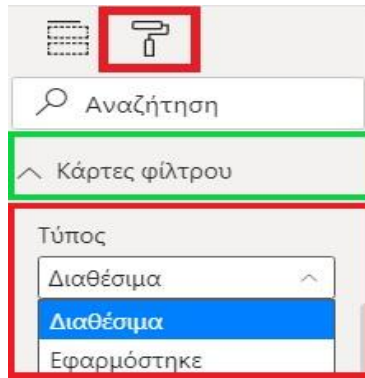 Αναζήτηση
Κάρτες φίλτρου
Τύπος
Διαθέσιμα
Διαθέσιμα
Εφαρμόστηκε